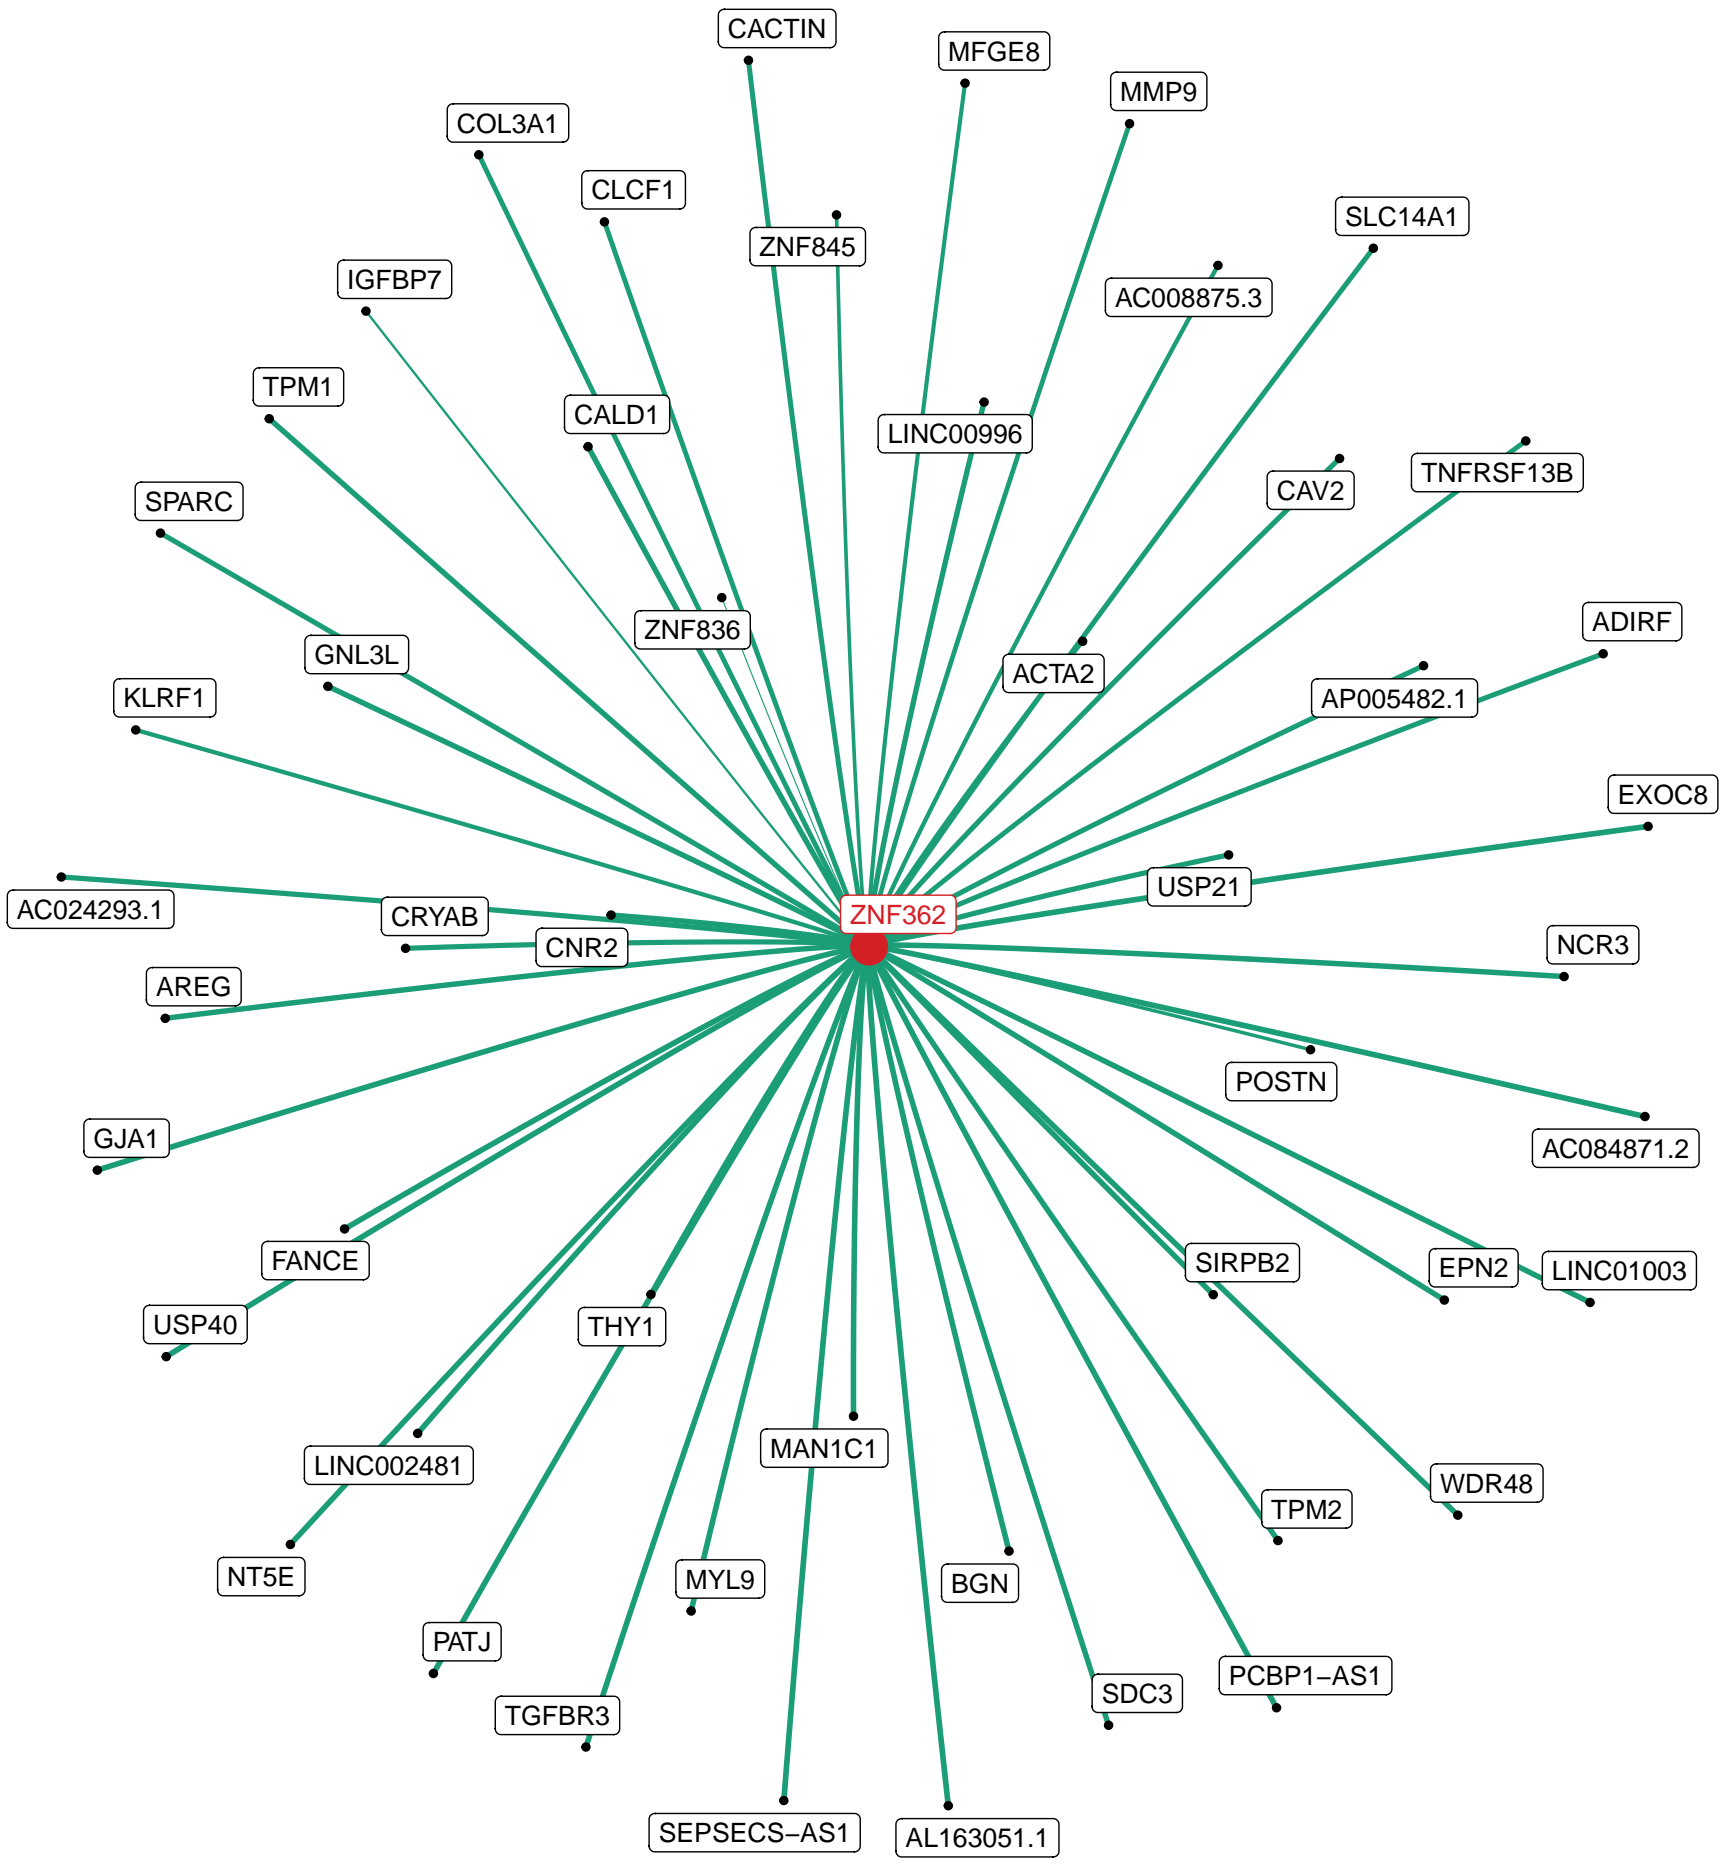 CACTIN
MFGE8
MMP9
COL3A1
CLCF1
SLC14A1
ZNF845
IGFBP7
AC008875.3
TPM1
CALD1
LINC00996
TNFRSF13B
CAV2
SPARC
ZNF836
ADIRF
GNL3L
ACTA2
KLRF1
AP005482.1
EXOC8
USP21
AC024293.1
CRYAB
ZNF362
CNR2
NCR3
AREG
POSTN
GJA1
AC084871.2
FANCE
SIRPB2
EPN2
LINC01003
USP40
THY1
MAN1C1
LINC002481
WDR48
TPM2
NT5E
MYL9
BGN
PATJ
PCBP1−AS1
SDC3
TGFBR3
SEPSECS−AS1
AL163051.1